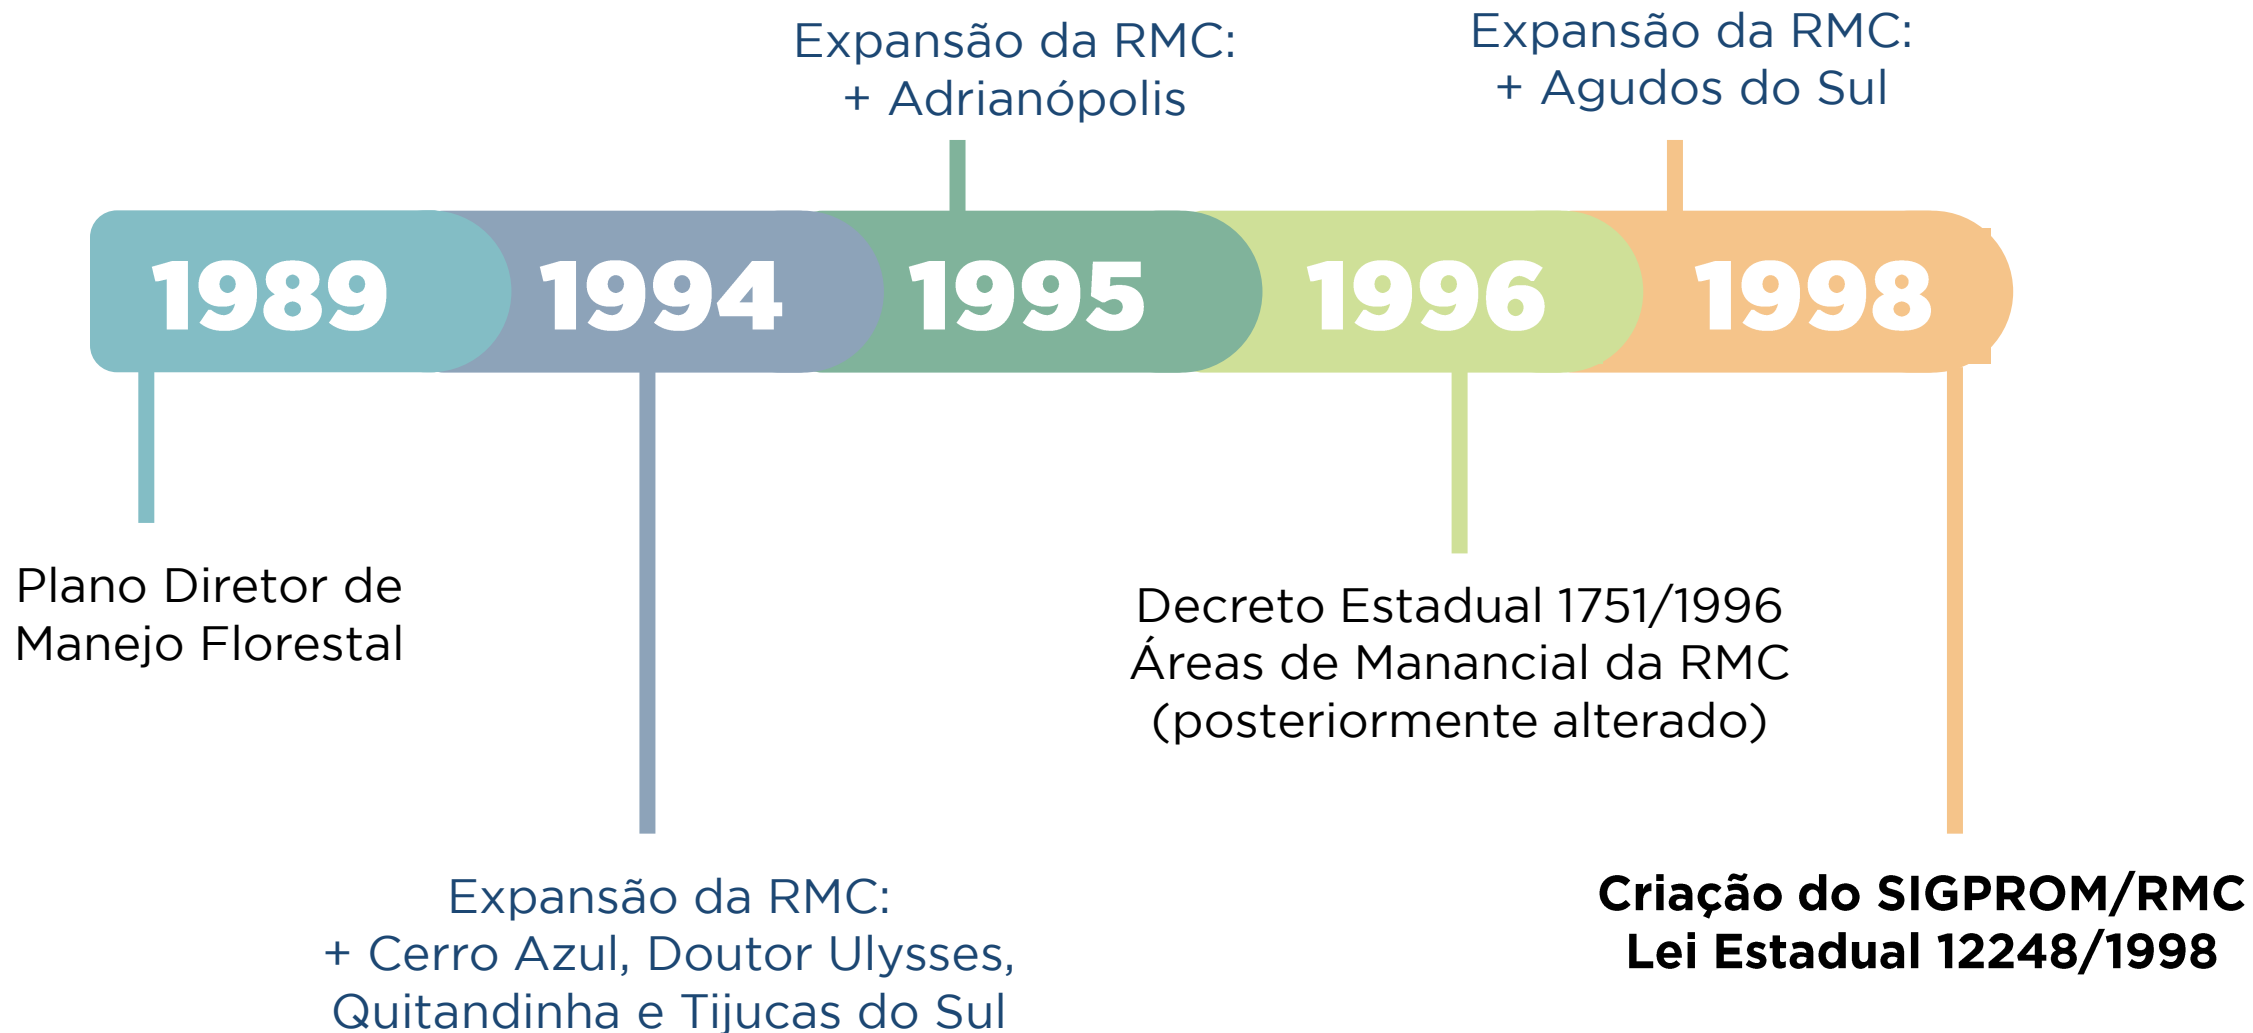 Expansão da RMC:
+ Adrianópolis
Expansão da RMC:
+ Agudos do Sul
1989
1994
1995
1996
1998
Plano Diretor de
Manejo Florestal
Decreto Estadual 1751/1996
Áreas de Manancial da RMC
(posteriormente alterado)
Expansão da RMC:
+ Cerro Azul, Doutor Ulysses,
Quitandinha e Tijucas do Sul
Criação do SIGPROM/RMC
Lei Estadual 12248/1998